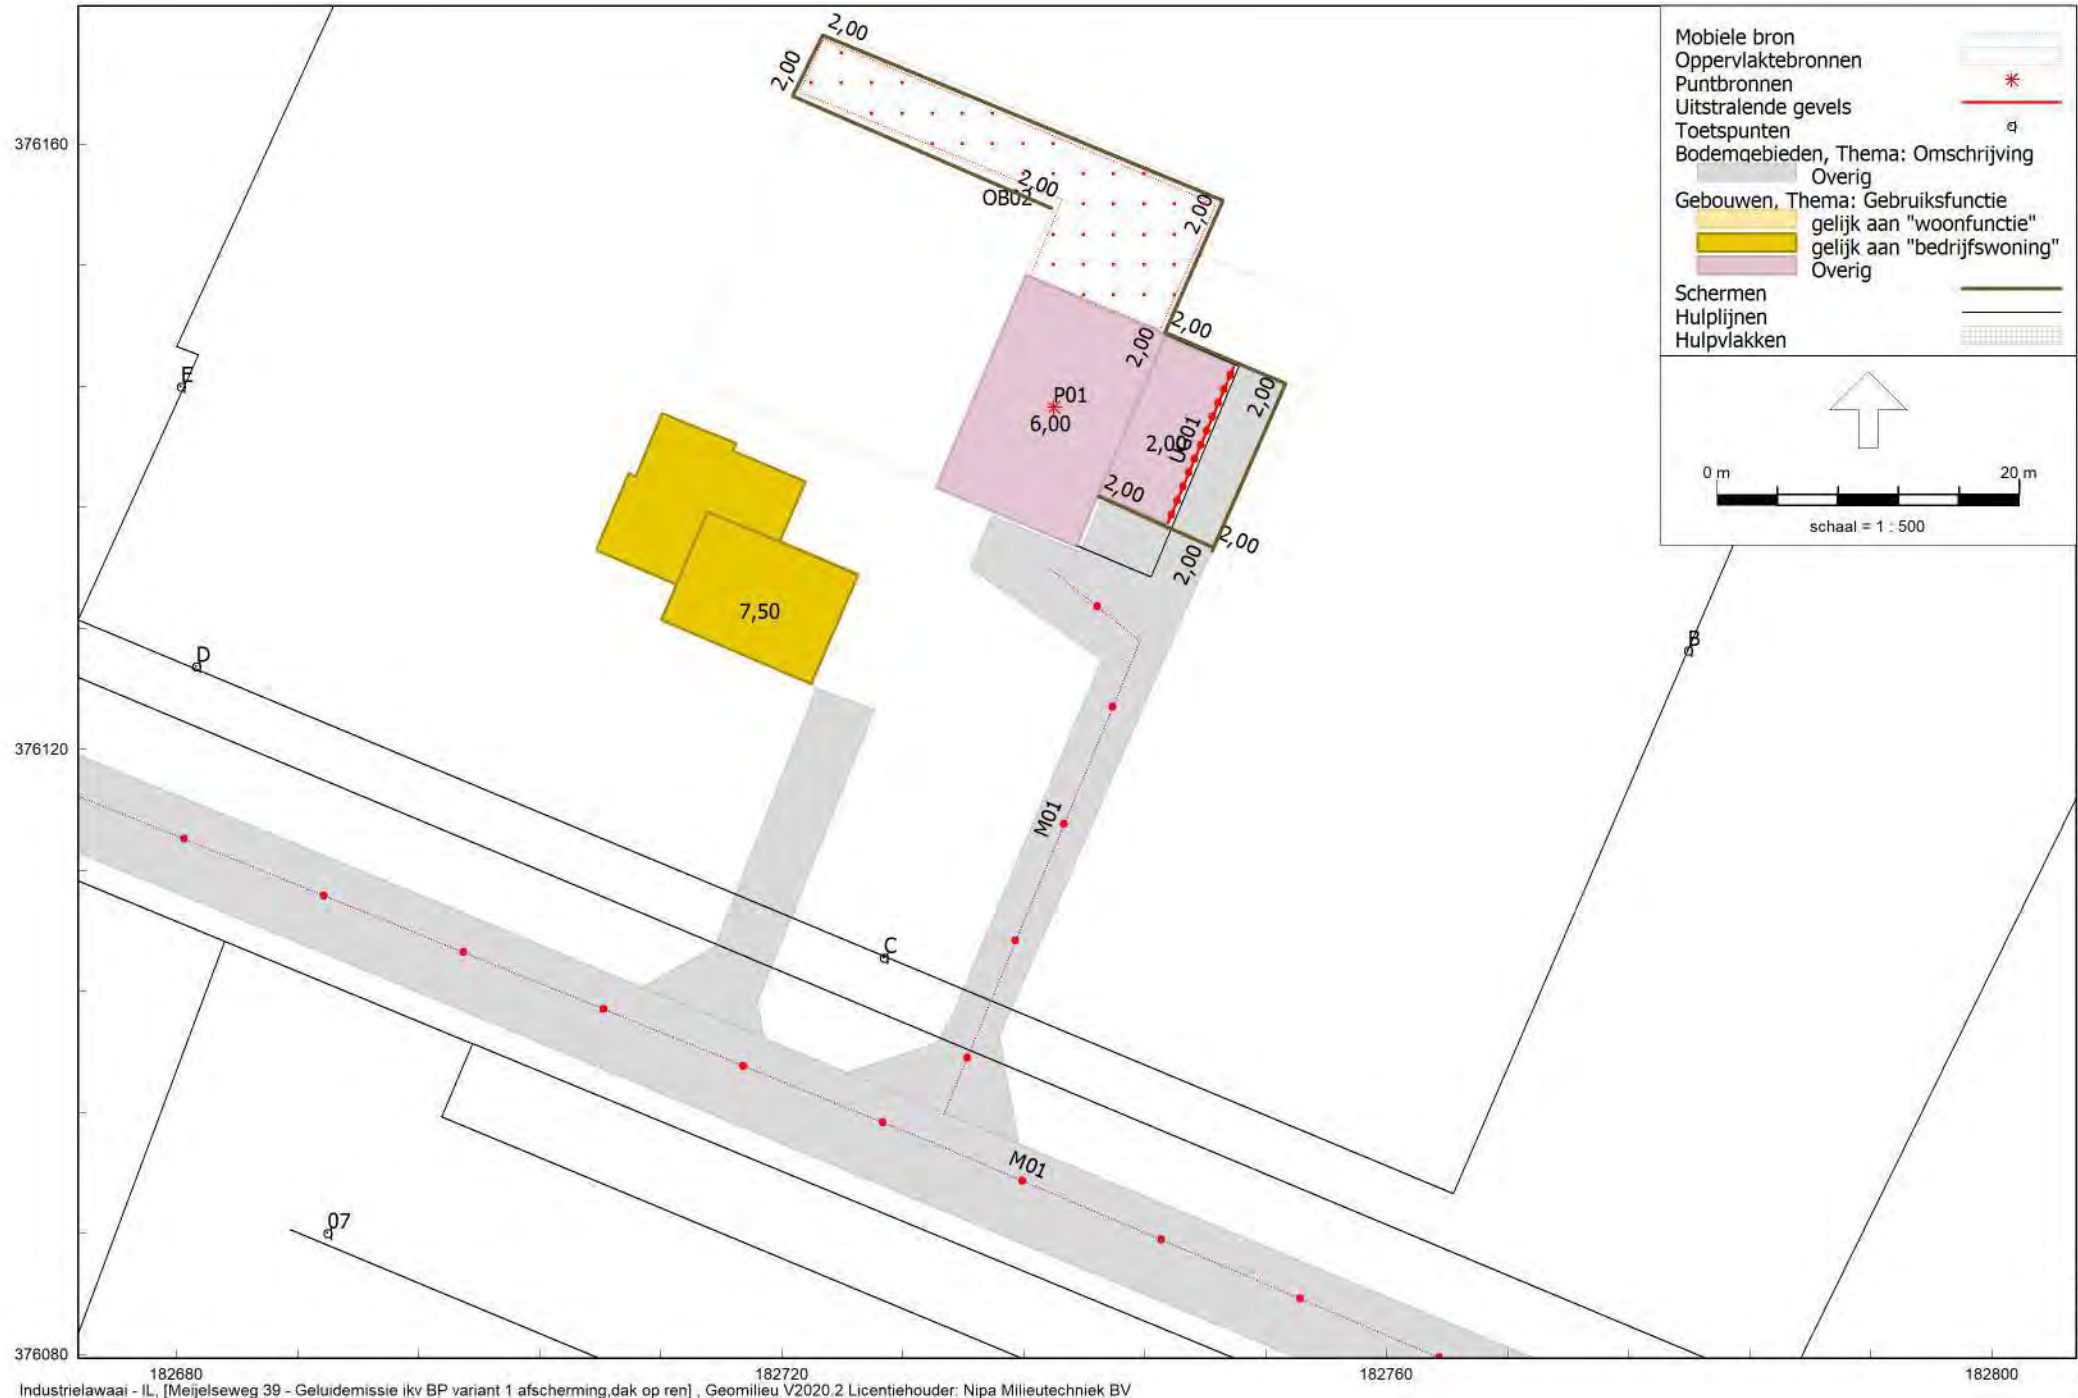 2,00
2,00
Mobiele bron
Oppervlaktebronnen
Puntbronnen
Uitstralende gevels
Toetspunten
Bodemgebieden, Thema: Omschrijving
Overig
Gebouwen, Thema: Gebruiksfunctie
gelijk aan "woonfunctie"
gelijk aan "bedrijfswoning"
Overig
Schermen
Hulplijnen
Hulpvlakken
0 m
20 m
schaal = 1 : 500
376160
2,00
OB02
2,00
2,00
2,00
E
P01
6,00
2,00
2,00
UG01
2,00
2,00
2,00
7,50
D
B
376120
M01
C
M01
07
376080
182680
182720
182760
182800
Industrielawaai - IL, [Meijelseweg 39 - Geluidemissie ikv BP variant 1 afscherming,dak op ren] , Geomilieu V2020.2 Licentiehouder: Nipa Milieutechniek BV